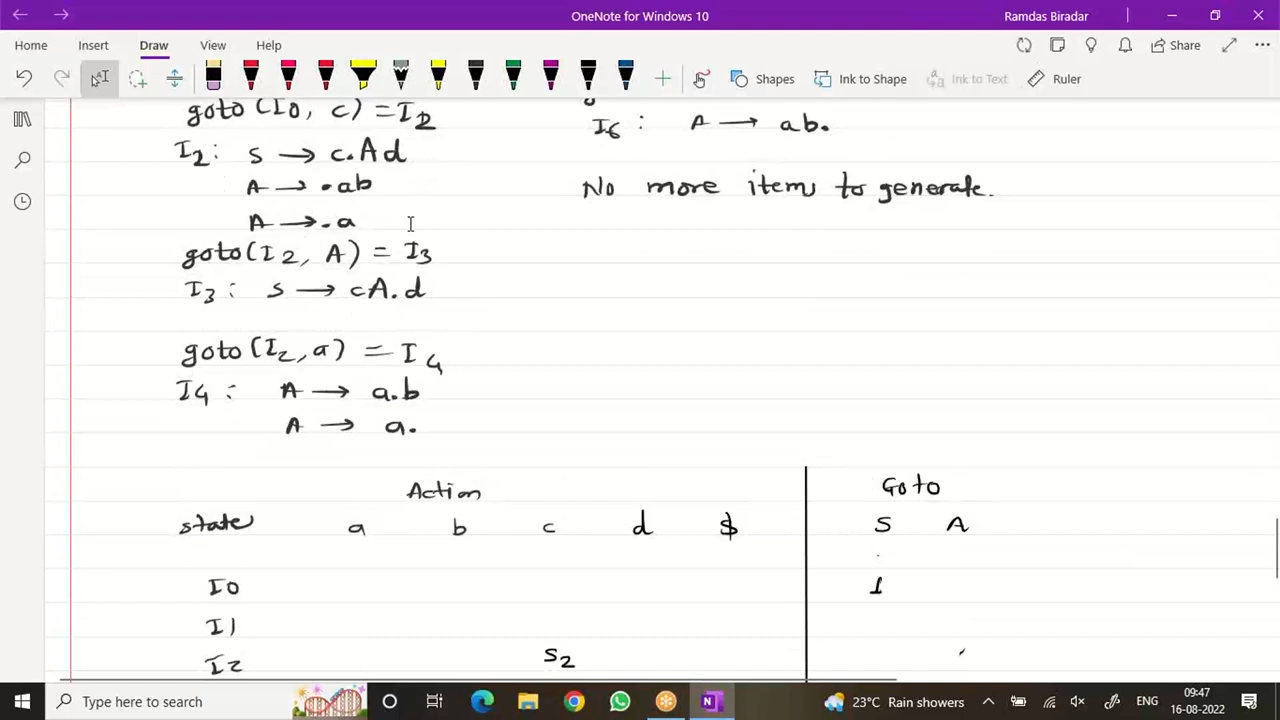 OneNote for Windows 10
Ramdas Biradar
Home Insert Draw View Help
Share
Shapes Ink to Shape Ink to Text Ruler
goto (I0, c) = I2
I2: S → c.Ad
A → .ab
A → .a
goto (I2, A) = I3
I3: S → cA.d
goto (I2, a) = I4
I4: A → a.b
A → a.
I6: A → ab.
No more items to generate.
Action Goto
state a b c d $ S A
I0 1
I1
I2 S2
Type here to search
23°C Rain showers
ENG
09:47
16-08-2022